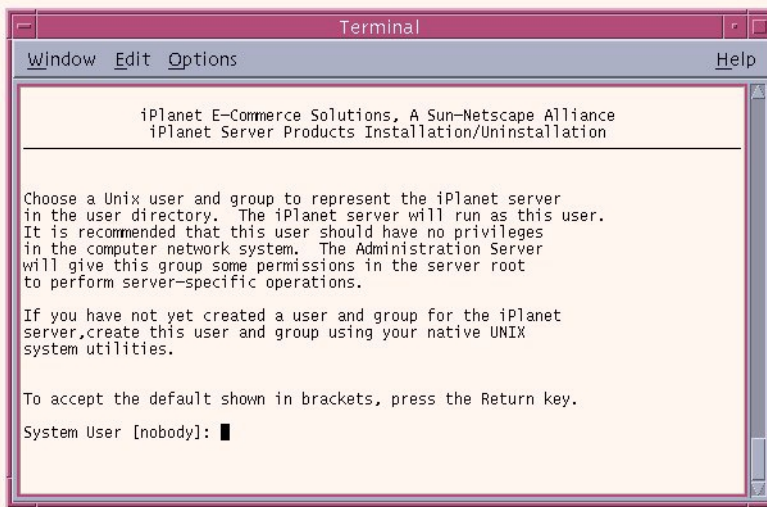 Terminal
Window Edit Options Help
iPlanet E-Commerce Solutions, A Sun-Netscape Alliance
iPlanet Server Products Installation/Uninstallation
Choose a Unix user and group to represent the iPlanet server
in the user directory. The iPlanet server will run as this user.
It is recommended that this user should have no privileges
in the computer network system. The Administration Server
will give this group some permissions in the server root
to perform server-specific operations.
If you have not yet created a user and group for the iPlanet
server,create this user and group using your native UNIX
system utilities.
To accept the default shown in brackets, press the Return key.
System User [nobody]: